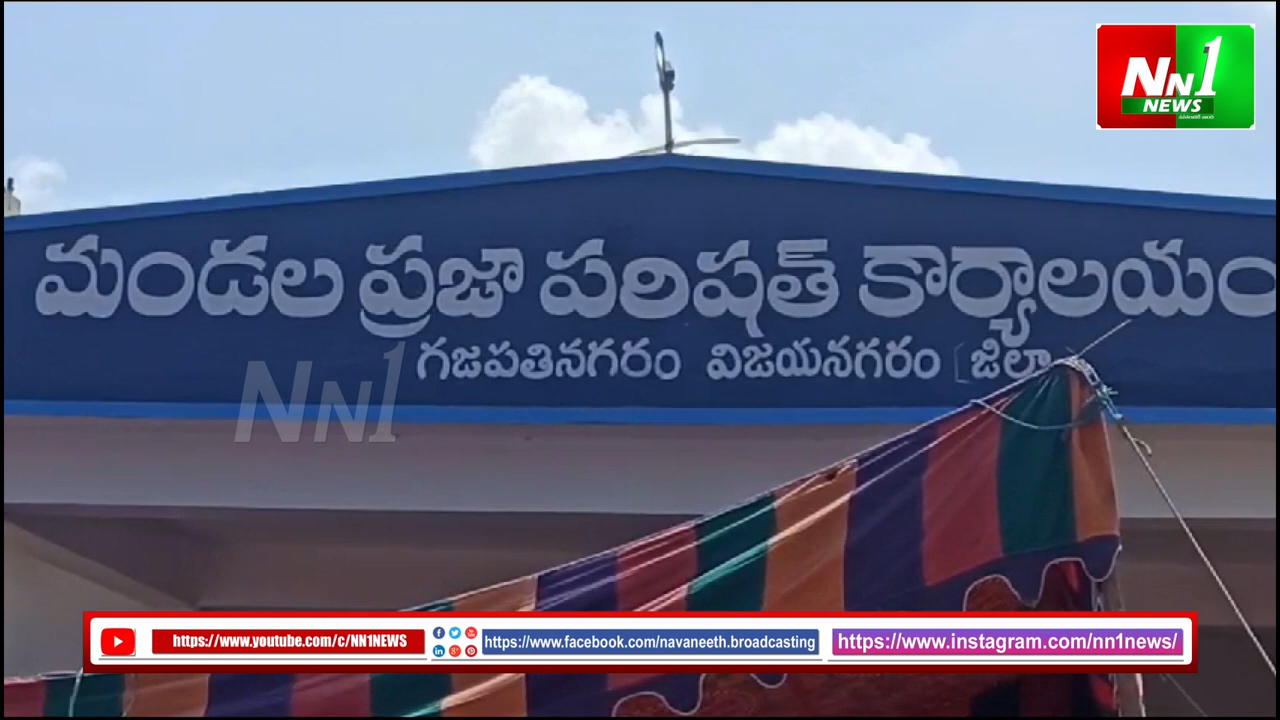 NN1
NEWS
మండల ప్రజా పరిషత్ కార్యాలయం
గజపతినగరం విజయనగరం [జిల్లా
NN1
https://www.youtube.com/c/NN1NEWS
https://www.facebook.com/navaneeth.broadcasting
https://www.instagram.com/nn1news/